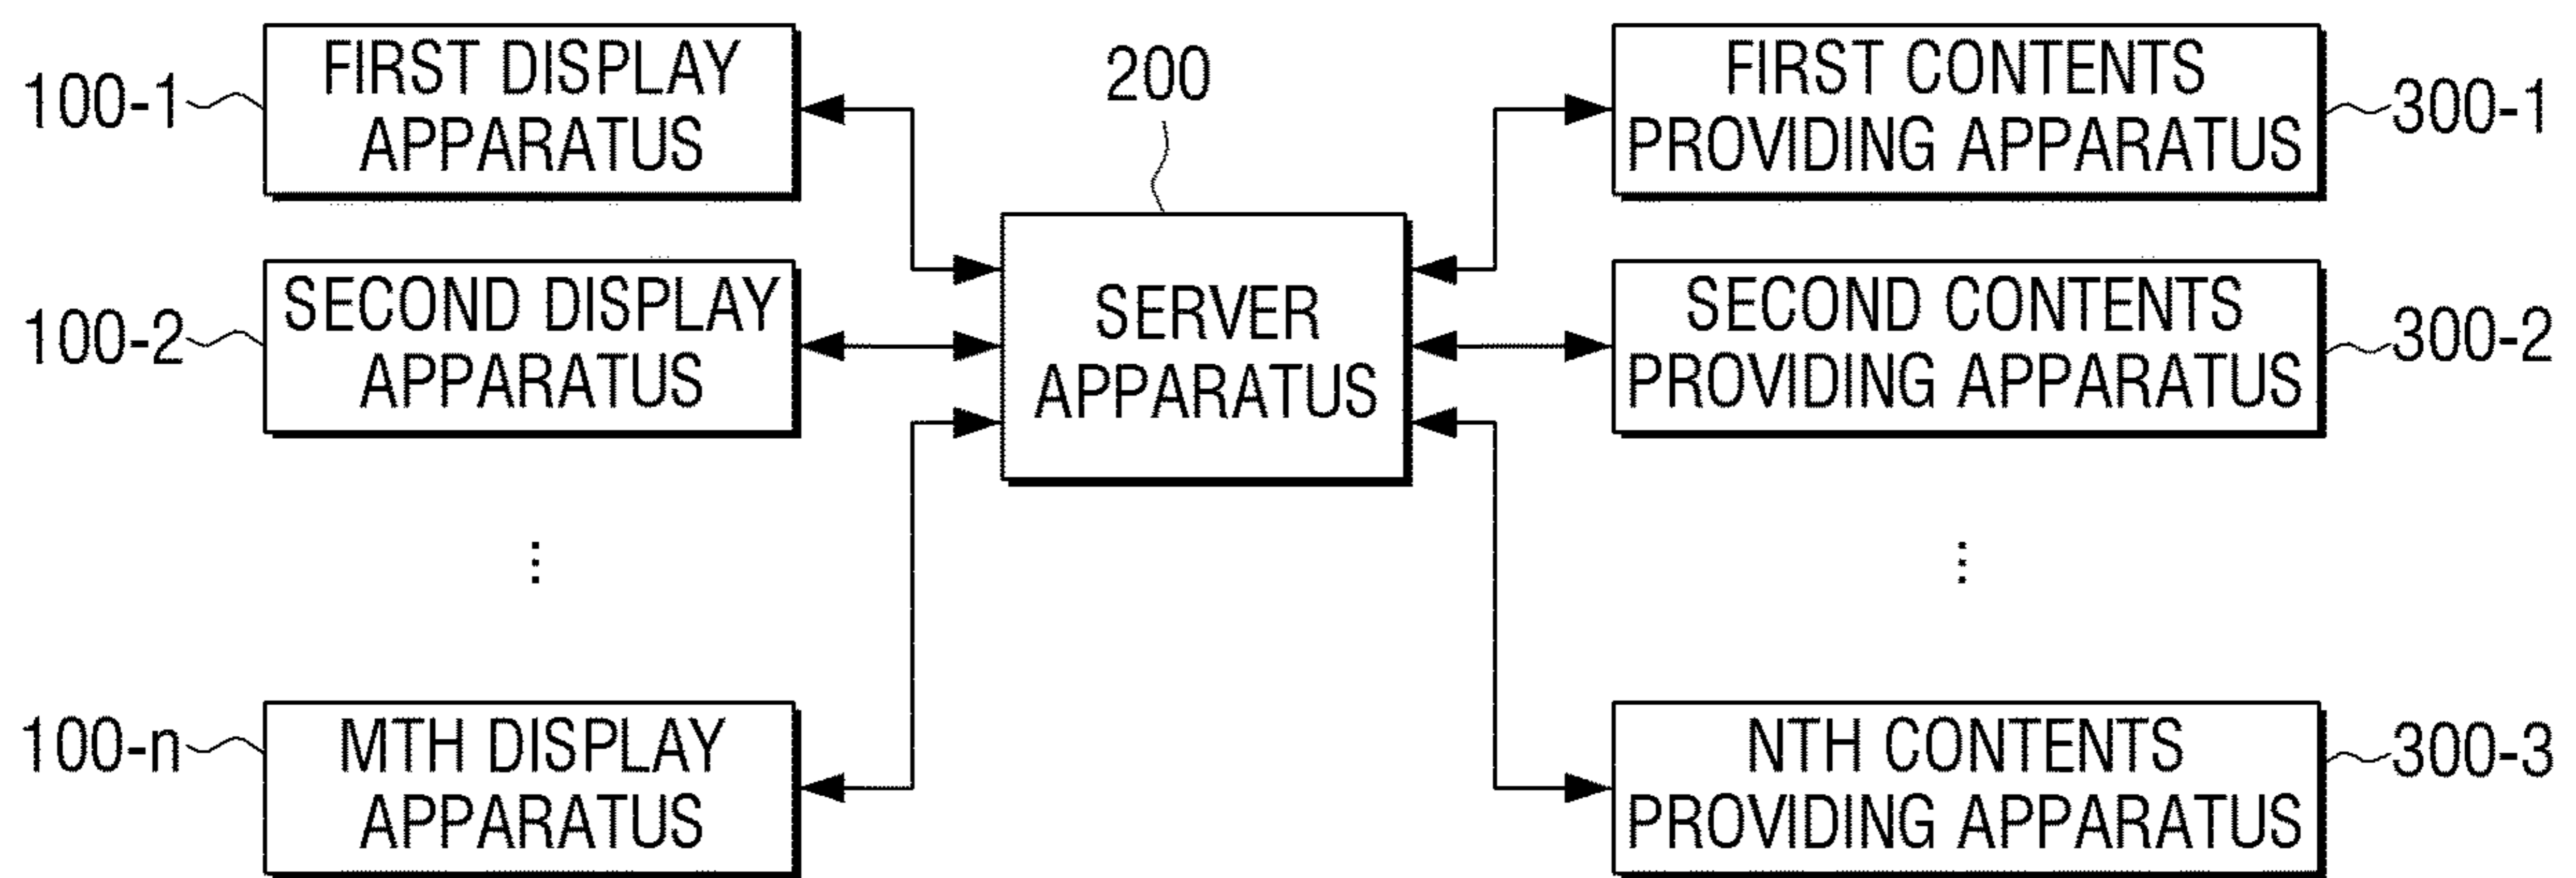 100-1
FIRST DISPLAY
APPARATUS
100-2
SECOND DISPLAY
APPARATUS
⋮
100-n
MTH DISPLAY
APPARATUS
200
SERVER
APPARATUS
FIRST CONTENTS
PROVIDING APPARATUS
300-1
SECOND CONTENTS
PROVIDING APPARATUS
300-2
⋮
NTH CONTENTS
PROVIDING APPARATUS
300-3